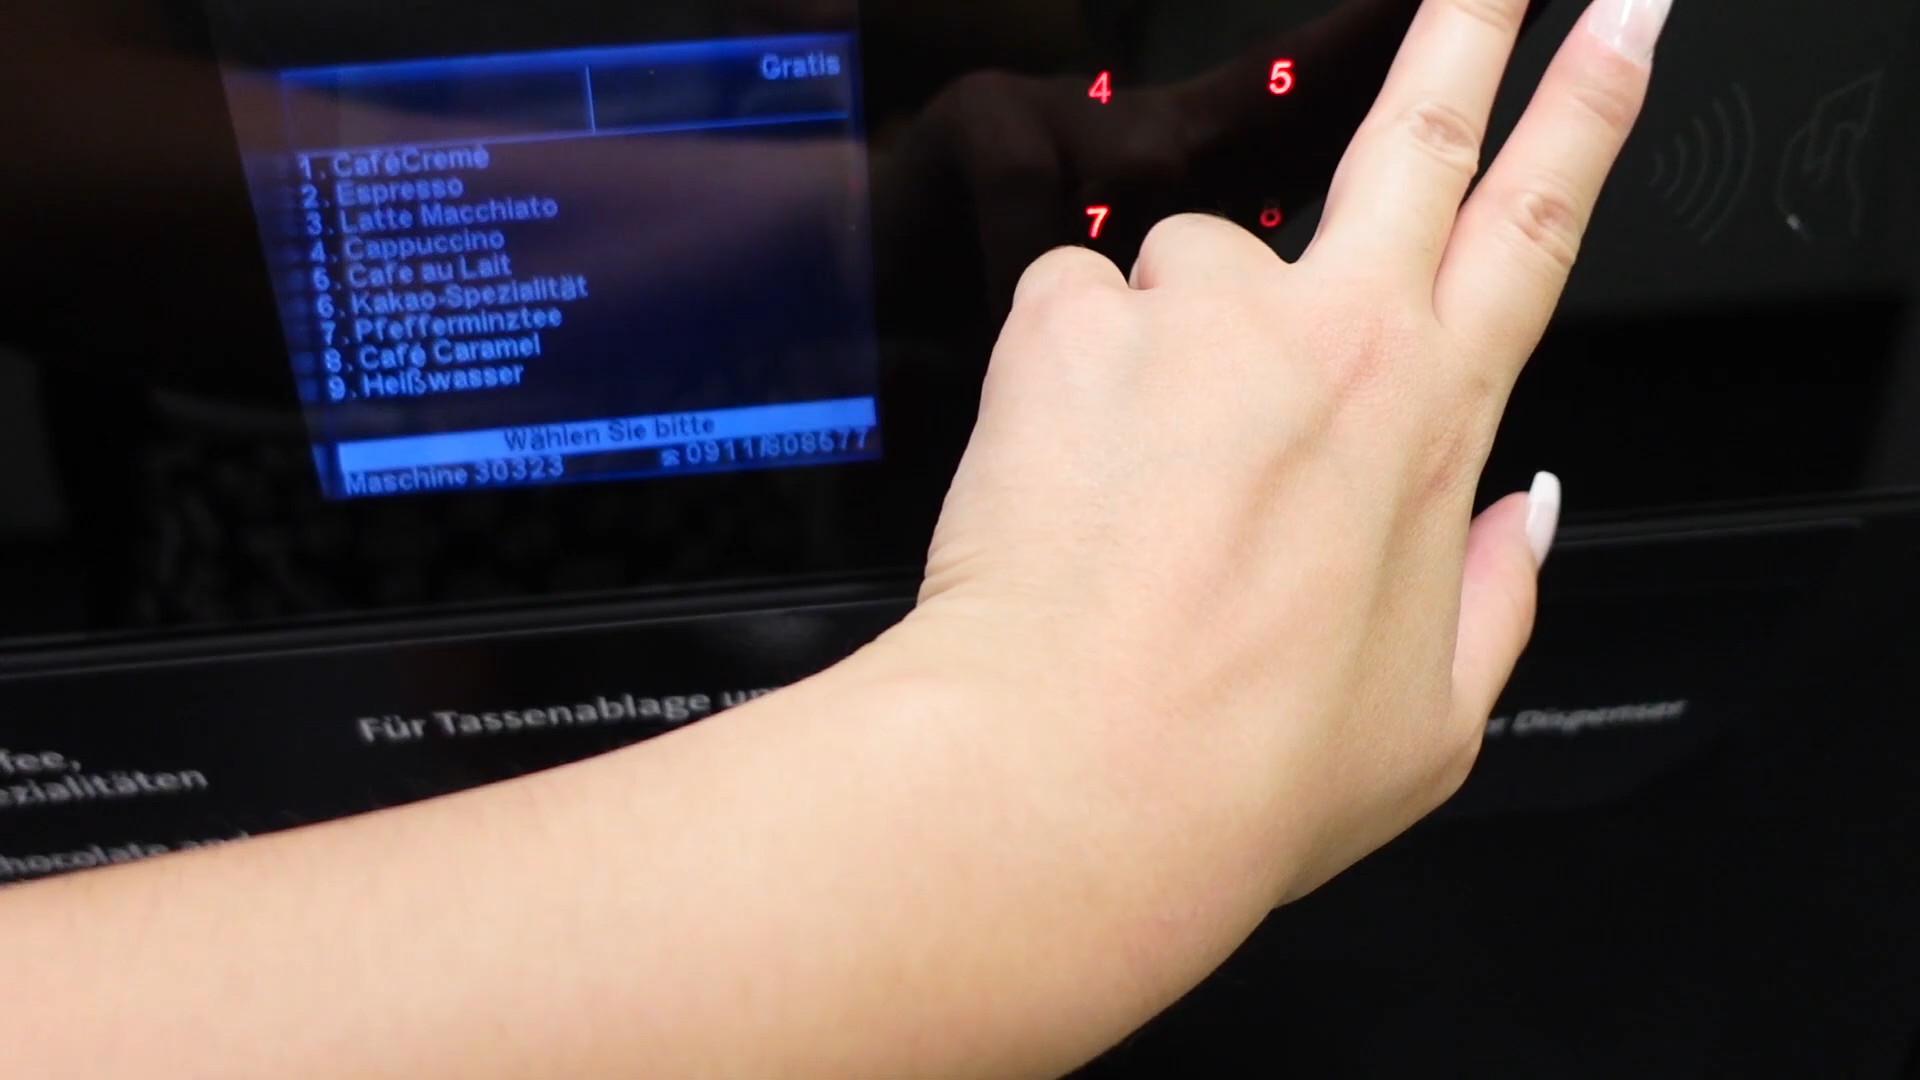 Gratis
1. CaféCreme
2. Espresso
3. Latte Macchiato
4. Cappuccino
5. Cafe au Lait
6. Kakao-Spezialität
7. Pfefferminztee
8. Café Caramel
9. Heißwasser
Wählen Sie bitte
Maschine 30323 ☎0911/808577
4 5
7 8
Für Tassenablage
Dispenser